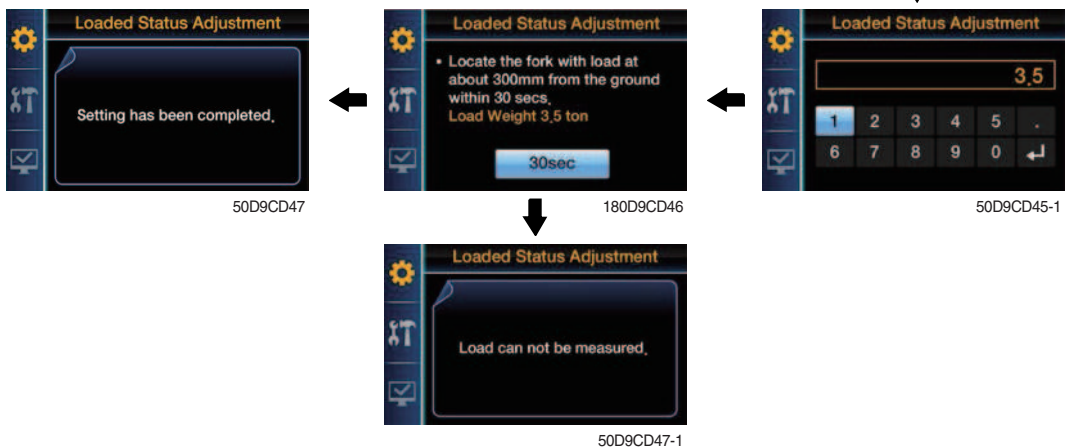 Loaded Status Adjustment
Setting has been completed.
50D9CD47
Loaded Status Adjustment
• Locate the fork with load at
about 300mm from the ground
within 30 secs.
Load Weight 3.5 ton
30sec
180D9CD46
Loaded Status Adjustment
3.5
1 2 3 4 5 .
6 7 8 9 0 ↵
50D9CD45-1
Loaded Status Adjustment
Load can not be measured.
50D9CD47-1